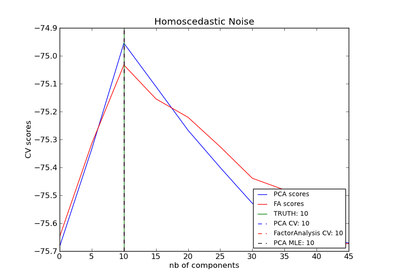 Homoscedastic Noise
−74.9
−75.0
−75.1
−75.2
−75.3
−75.4
−75.5
−75.6
−75.7
CV scores
0 5 10 15 20 25 30 35 40 45
nb of components
PCA scores
FA scores
TRUTH: 10
PCA CV: 10
FactorAnalysis CV: 10
PCA MLE: 10